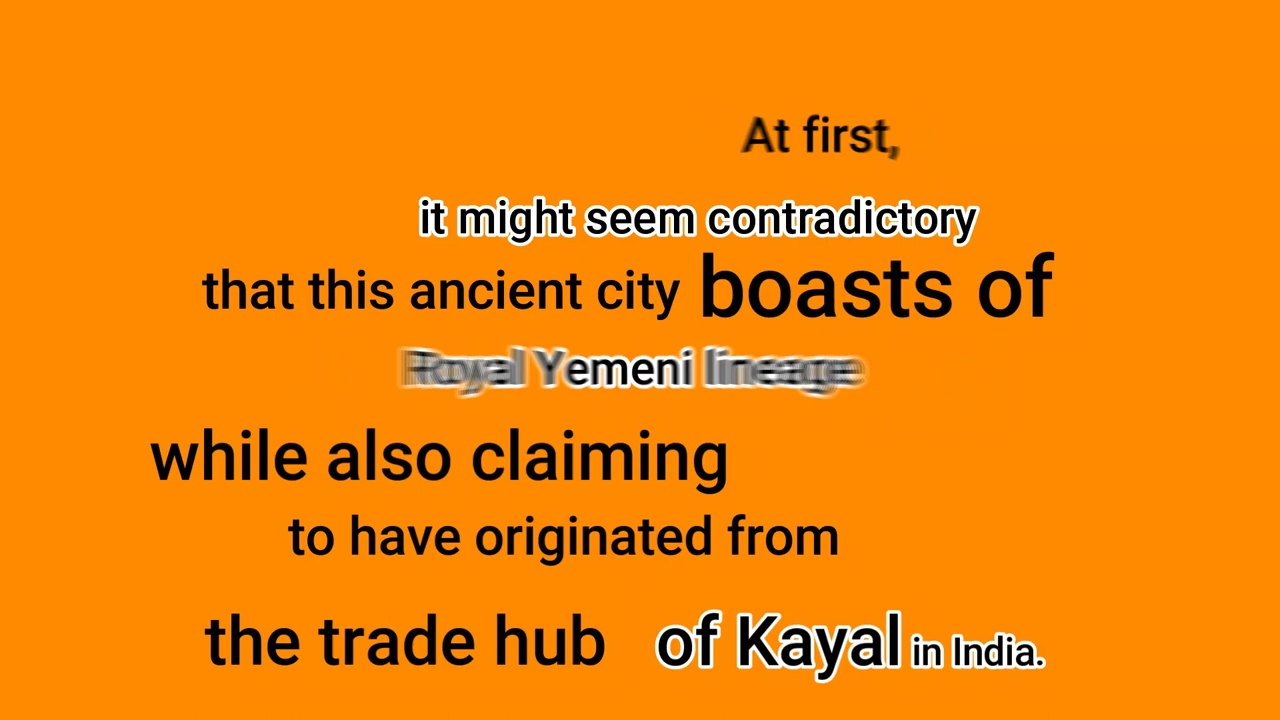 At first,
it might seem contradictory
that this ancient city boasts of
Royal Yemeni lineage
while also claiming
to have originated from
the trade hub of Kayal in India.